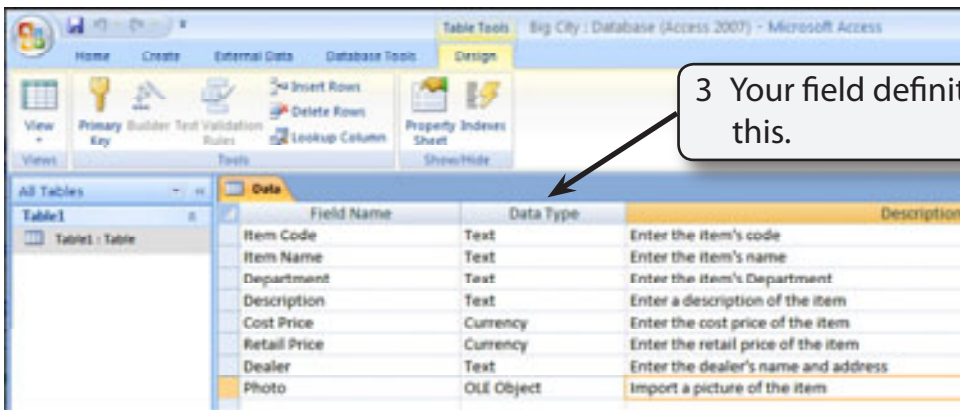 Table Tools Big City : Database (Access 2007) - Microsoft Access
Home Create External Data Database Tools Design
View
Primary Key
Builder
Test Validation Rules
Insert Rows
Delete Rows
Lookup Column
Property Sheet
Indexes
Views Tools Show/Hide
3 Your field definit
this.
All Tables
Data
Table1
Table1 : Table
Field Name Data Type Description
Item Code Text Enter the item's code
Item Name Text Enter the item's name
Department Text Enter the item's Department
Description Text Enter a description of the item
Cost Price Currency Enter the cost price of the item
Retail Price Currency Enter the retail price of the item
Dealer Text Enter the dealer's name and address
Photo OLE Object Import a picture of the item